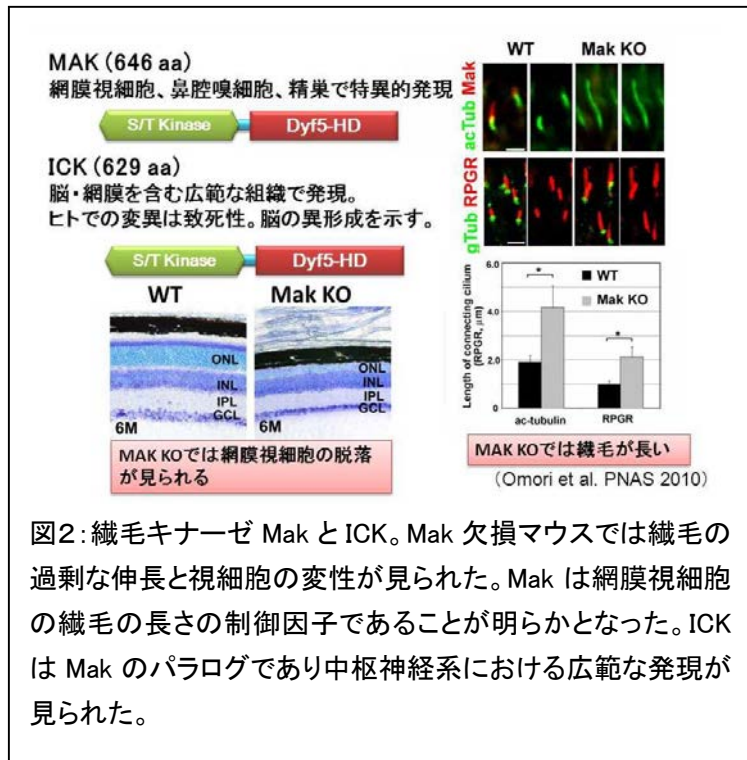 MAK (646 aa)
網膜視細胞、鼻腔嗅細胞、精巣で特異的発現
S/T Kinase
Dyf5-HD
ICK (629 aa)
脳・網膜を含む広範な組織で発現。
ヒトでの変異は致死性。脳の異形成を示す。
S/T Kinase
Dyf5-HD
WT
Mak KO
ONL
INL
IPL
GCL
6M
ONL
INL
IPL
GCL
6M
MAK KOでは網膜視細胞の脱落
が見られる
WT
Mak KO
acTub Mak
gTub RPGR
Length of connecting cilium
(RPGR, μm)
6.0
4.0
2.0
0
*
*
WT
Mak KO
ac-tubulin
RPGR
MAK KOでは繊毛が長い
(Omori et al. PNAS 2010)
図2:繊毛キナーゼ Mak と ICK。Mak 欠損マウスでは繊毛の
過剰な伸長と視細胞の変性が見られた。Mak は網膜視細胞
の繊毛の長さの制御因子であることが明らかとなった。ICK
は Mak のパラログであり中枢神経系における広範な発現が
見られた。